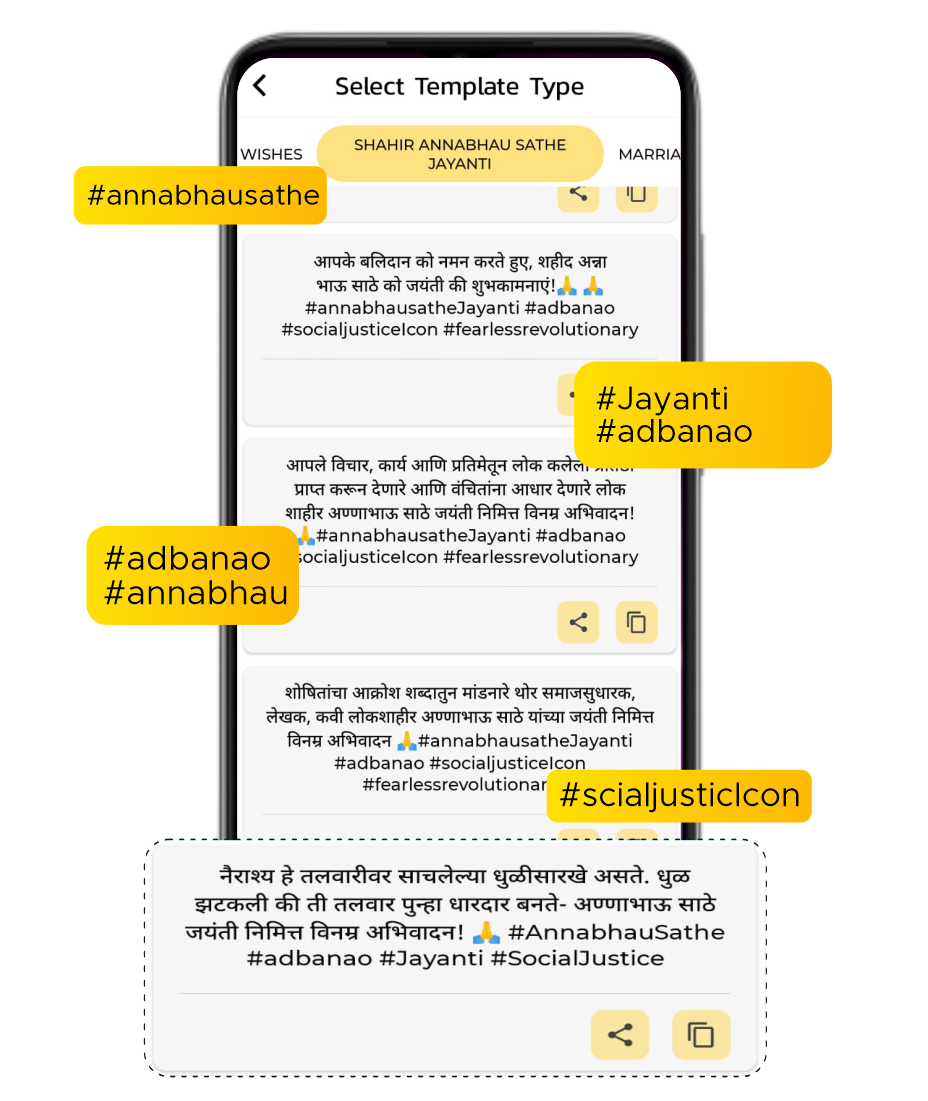 Select Template Type
WISHES
SHAHIR ANNABHAU SATHE
JAYANTI
MARRIA
#annabhausathe
आपके बलिदान को नमन करते हुए, शहीद अन्ना
भाऊ साठे को जयंती की शुभकामनाएं!🙏 🙏
#annabhausatheJayanti #adbanao
#socialjusticeIcon #fearlessrevolutionary
#Jayanti
#adbanao
आपले विचार, कार्य आणि प्रतिमेतून लोक कलेला
प्राप्त करून देणारे आणि वंचितांना आधार देणारे लोक
शाहीर अण्णाभाऊ साठे जयंती निमित्त विनम्र अभिवादन!
🙏#annabhausatheJayanti #adbanao
socialjusticeIcon #fearlessrevolutionary
#adbanao
#annabhau
शोषितांचा आक्रोश शब्दातुन मांडनारे थोर समाजसुधारक,
लेखक, कवी लोकशाहीर अण्णाभाऊ साठे यांच्या जयंती निमित्त
विनम्र अभिवादन 🙏#annabhausatheJayanti
#adbanao #socialjusticeIcon
#fearlessrevolutionar
#scialjusticIcon
नैराश्य हे तलवारीवर साचलेल्या धुळीसारखे असते. धुळ
झटकली की ती तलवार पुन्हा धारदार बनते- अण्णाभाऊ साठे
जयंती निमित्त विनम्र अभिवादन! 🙏 #AnnabhauSathe
#adbanao #Jayanti #SocialJustice